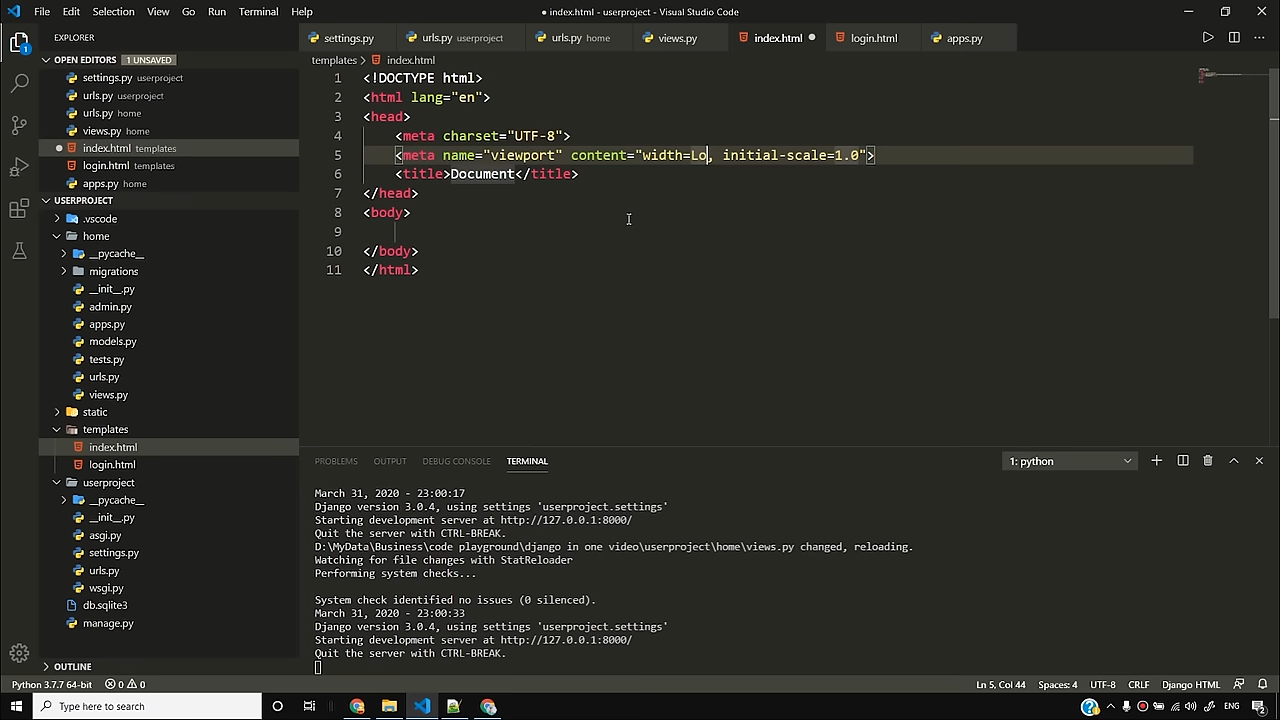 File Edit Selection View Go Run Terminal Help
● index.html - userproject - Visual Studio Code
EXPLORER
OPEN EDITORS 1 UNSAVED
settings.py userproject
urls.py userproject
urls.py home
views.py home
index.html templates
login.html templates
apps.py home
USERPROJECT
.vscode
home
__pycache__
migrations
__init__.py
admin.py
apps.py
models.py
tests.py
urls.py
views.py
static
templates
index.html
login.html
userproject
__pycache__
__init__.py
asgi.py
settings.py
urls.py
wsgi.py
db.sqlite3
manage.py
OUTLINE
settings.py urls.py userproject urls.py home views.py index.html login.html apps.py
templates > index.html
1 <!DOCTYPE html>
2 <html lang="en">
3 <head>
4 <meta charset="UTF-8">
5 <meta name="viewport" content="width=Lo, initial-scale=1.0">
6 <title>Document</title>
7 </head>
8 <body>
9
10 </body>
11 </html>
PROBLEMS OUTPUT DEBUG CONSOLE TERMINAL 1: python
March 31, 2020 - 23:00:17
Django version 3.0.4, using settings 'userproject.settings'
Starting development server at http://127.0.0.1:8000/
Quit the server with CTRL-BREAK.
D:\MyData\Business\code playground\django in one video\userproject\home\views.py changed, reloading.
Watching for file changes with StatReloader
Performing system checks...
System check identified no issues (0 silenced).
March 31, 2020 - 23:00:33
Django version 3.0.4, using settings 'userproject.settings'
Starting development server at http://127.0.0.1:8000/
Quit the server with CTRL-BREAK.
Python 3.7.7 64-bit 0 0 Ln 5, Col 44 Spaces: 4 UTF-8 CRLF Django HTML
Type here to search ENG